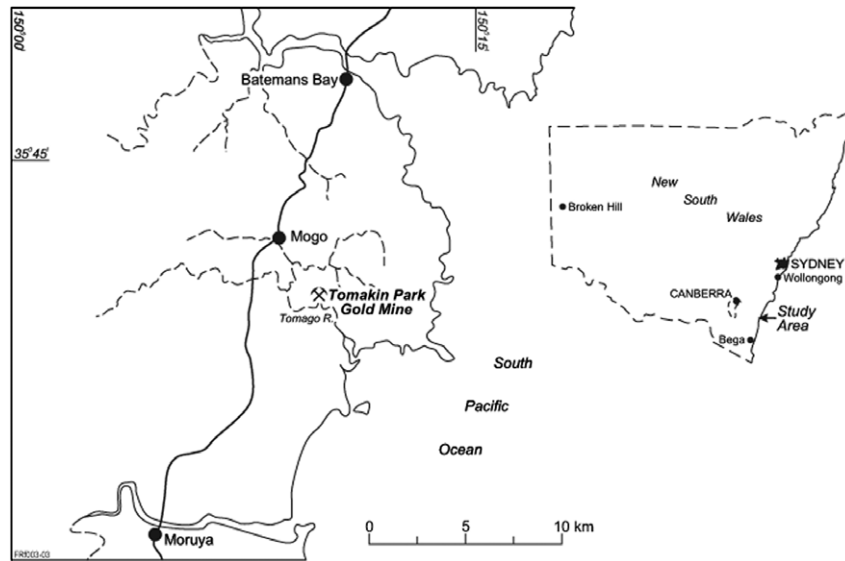 150°00'
150°15'
Batemans Bay
35°45'
Mogo
Tomakin Park
Gold Mine
Tomago R.
South
Pacific
Ocean
0
5
10 km
Moruya
FRf003-03
New
South
Wales
Broken Hill
SYDNEY
Wollongong
CANBERRA
Study
Area
Bega